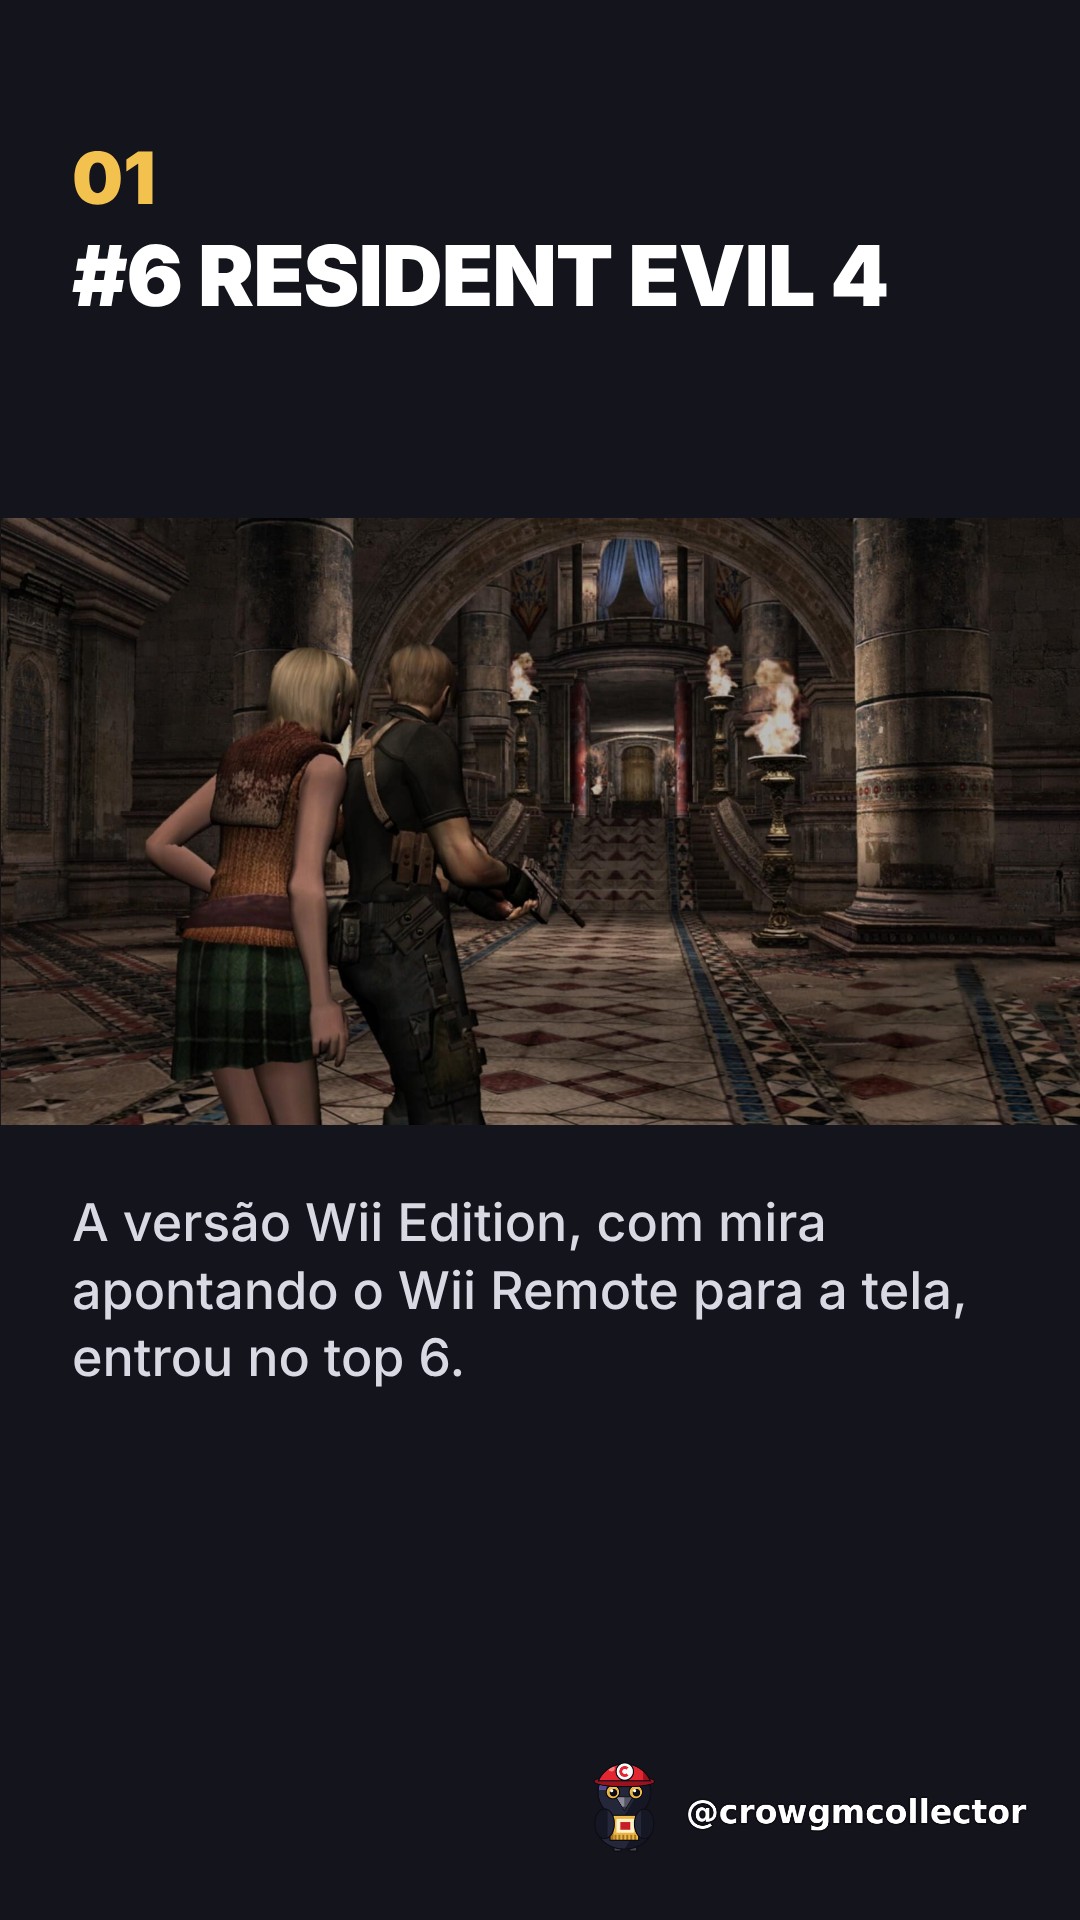 01
#6 RESIDENT EVIL 4
A versão Wii Edition, com mira
apontando o Wii Remote para a tela,
entrou no top 6.
C
@crowgmcollector